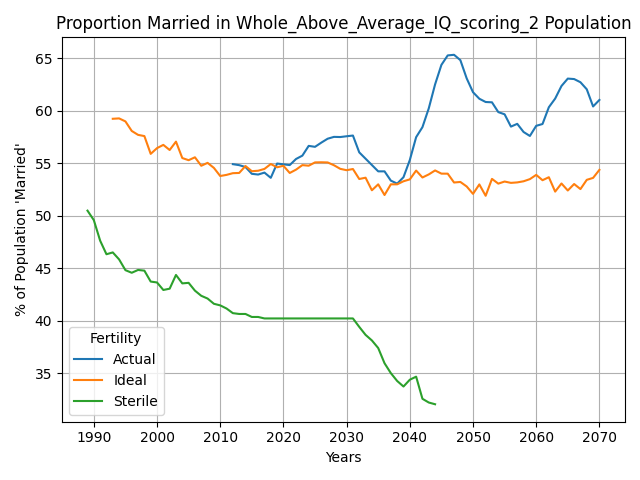 Proportion Married in Whole_Above_Average_IQ_scoring_2 Population
% of Population 'Married'
65
60
55
50
45
40
35
Fertility
Actual
Ideal
Sterile
1990 2000 2010 2020 2030 2040 2050 2060 2070
Years